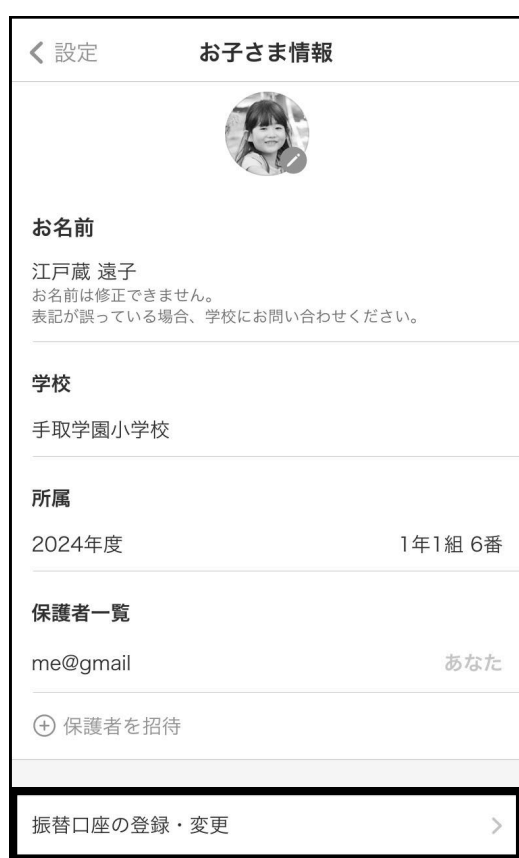 設定 お子さま情報
お名前
江戸蔵 遠子
お名前は修正できません。
表記が誤っている場合、学校にお問い合わせください。
学校
手取学園小学校
所属
2024年度 1年1組 6番
保護者一覧
me@gmail あなた
保護者を招待
振替口座の登録・変更